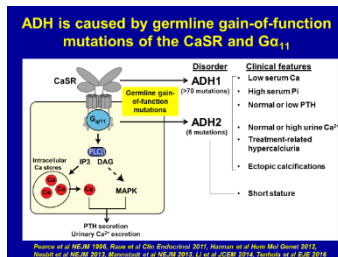 ADH is caused by germline gain-of-function
mutations of the CaSR and Gα11
CaSR
Disorder
Clinical features
ADH1
(>70 mutations)
Germline gain-
of-function
mutations
Gq/11
ADH2
(6 mutations)
• Low serum Ca
• High serum Pi
• Normal or low PTH
• Normal or high urine Ca2+
• Treatment-related
hypercalciuria
• Ectopic calcifications
• Short stature
PLCβ
Intracellular
Ca stores
IP3
DAG
Ca
Ca
Ca
Ca
MAPK
PTH secretion
Urinary Ca2+ excretion
Pearce et al NEJM 1996, Raue et al Clin Endocrinol 2011, Hannan et al Hum Mol Genet 2012,
Nesbit et al NEJM 2013, Mannstadt et al NEJM 2013, Li et al JCEM 2014, Tenhola et al EJE 2016